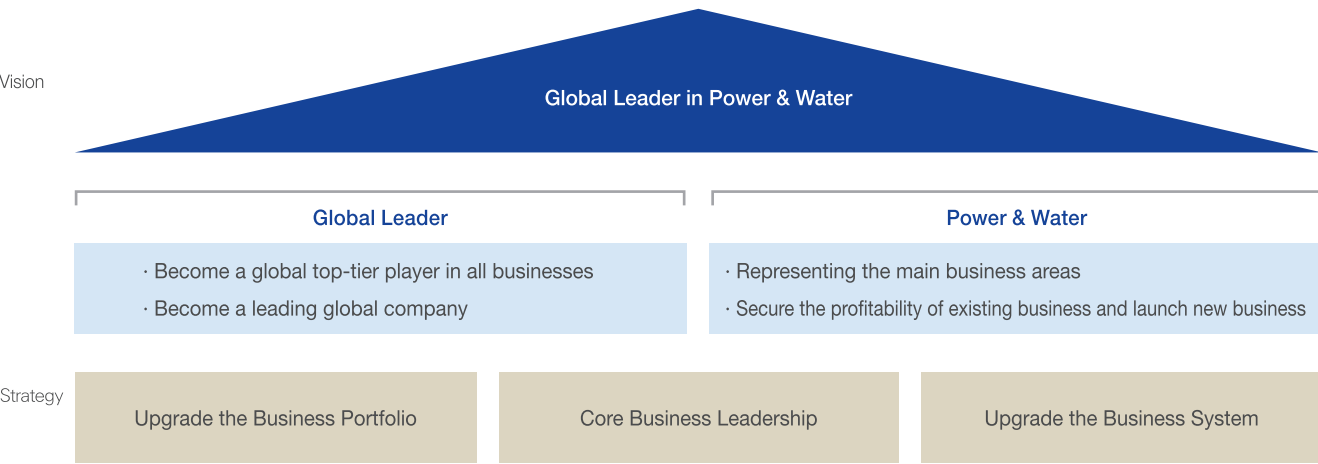 Vision
Global Leader in Power & Water
Global Leader
· Become a global top-tier player in all businesses
· Become a leading global company
Power & Water
· Representing the main business areas
· Secure the profitability of existing business and launch new business
Strategy
Upgrade the Business Portfolio
Core Business Leadership
Upgrade the Business System